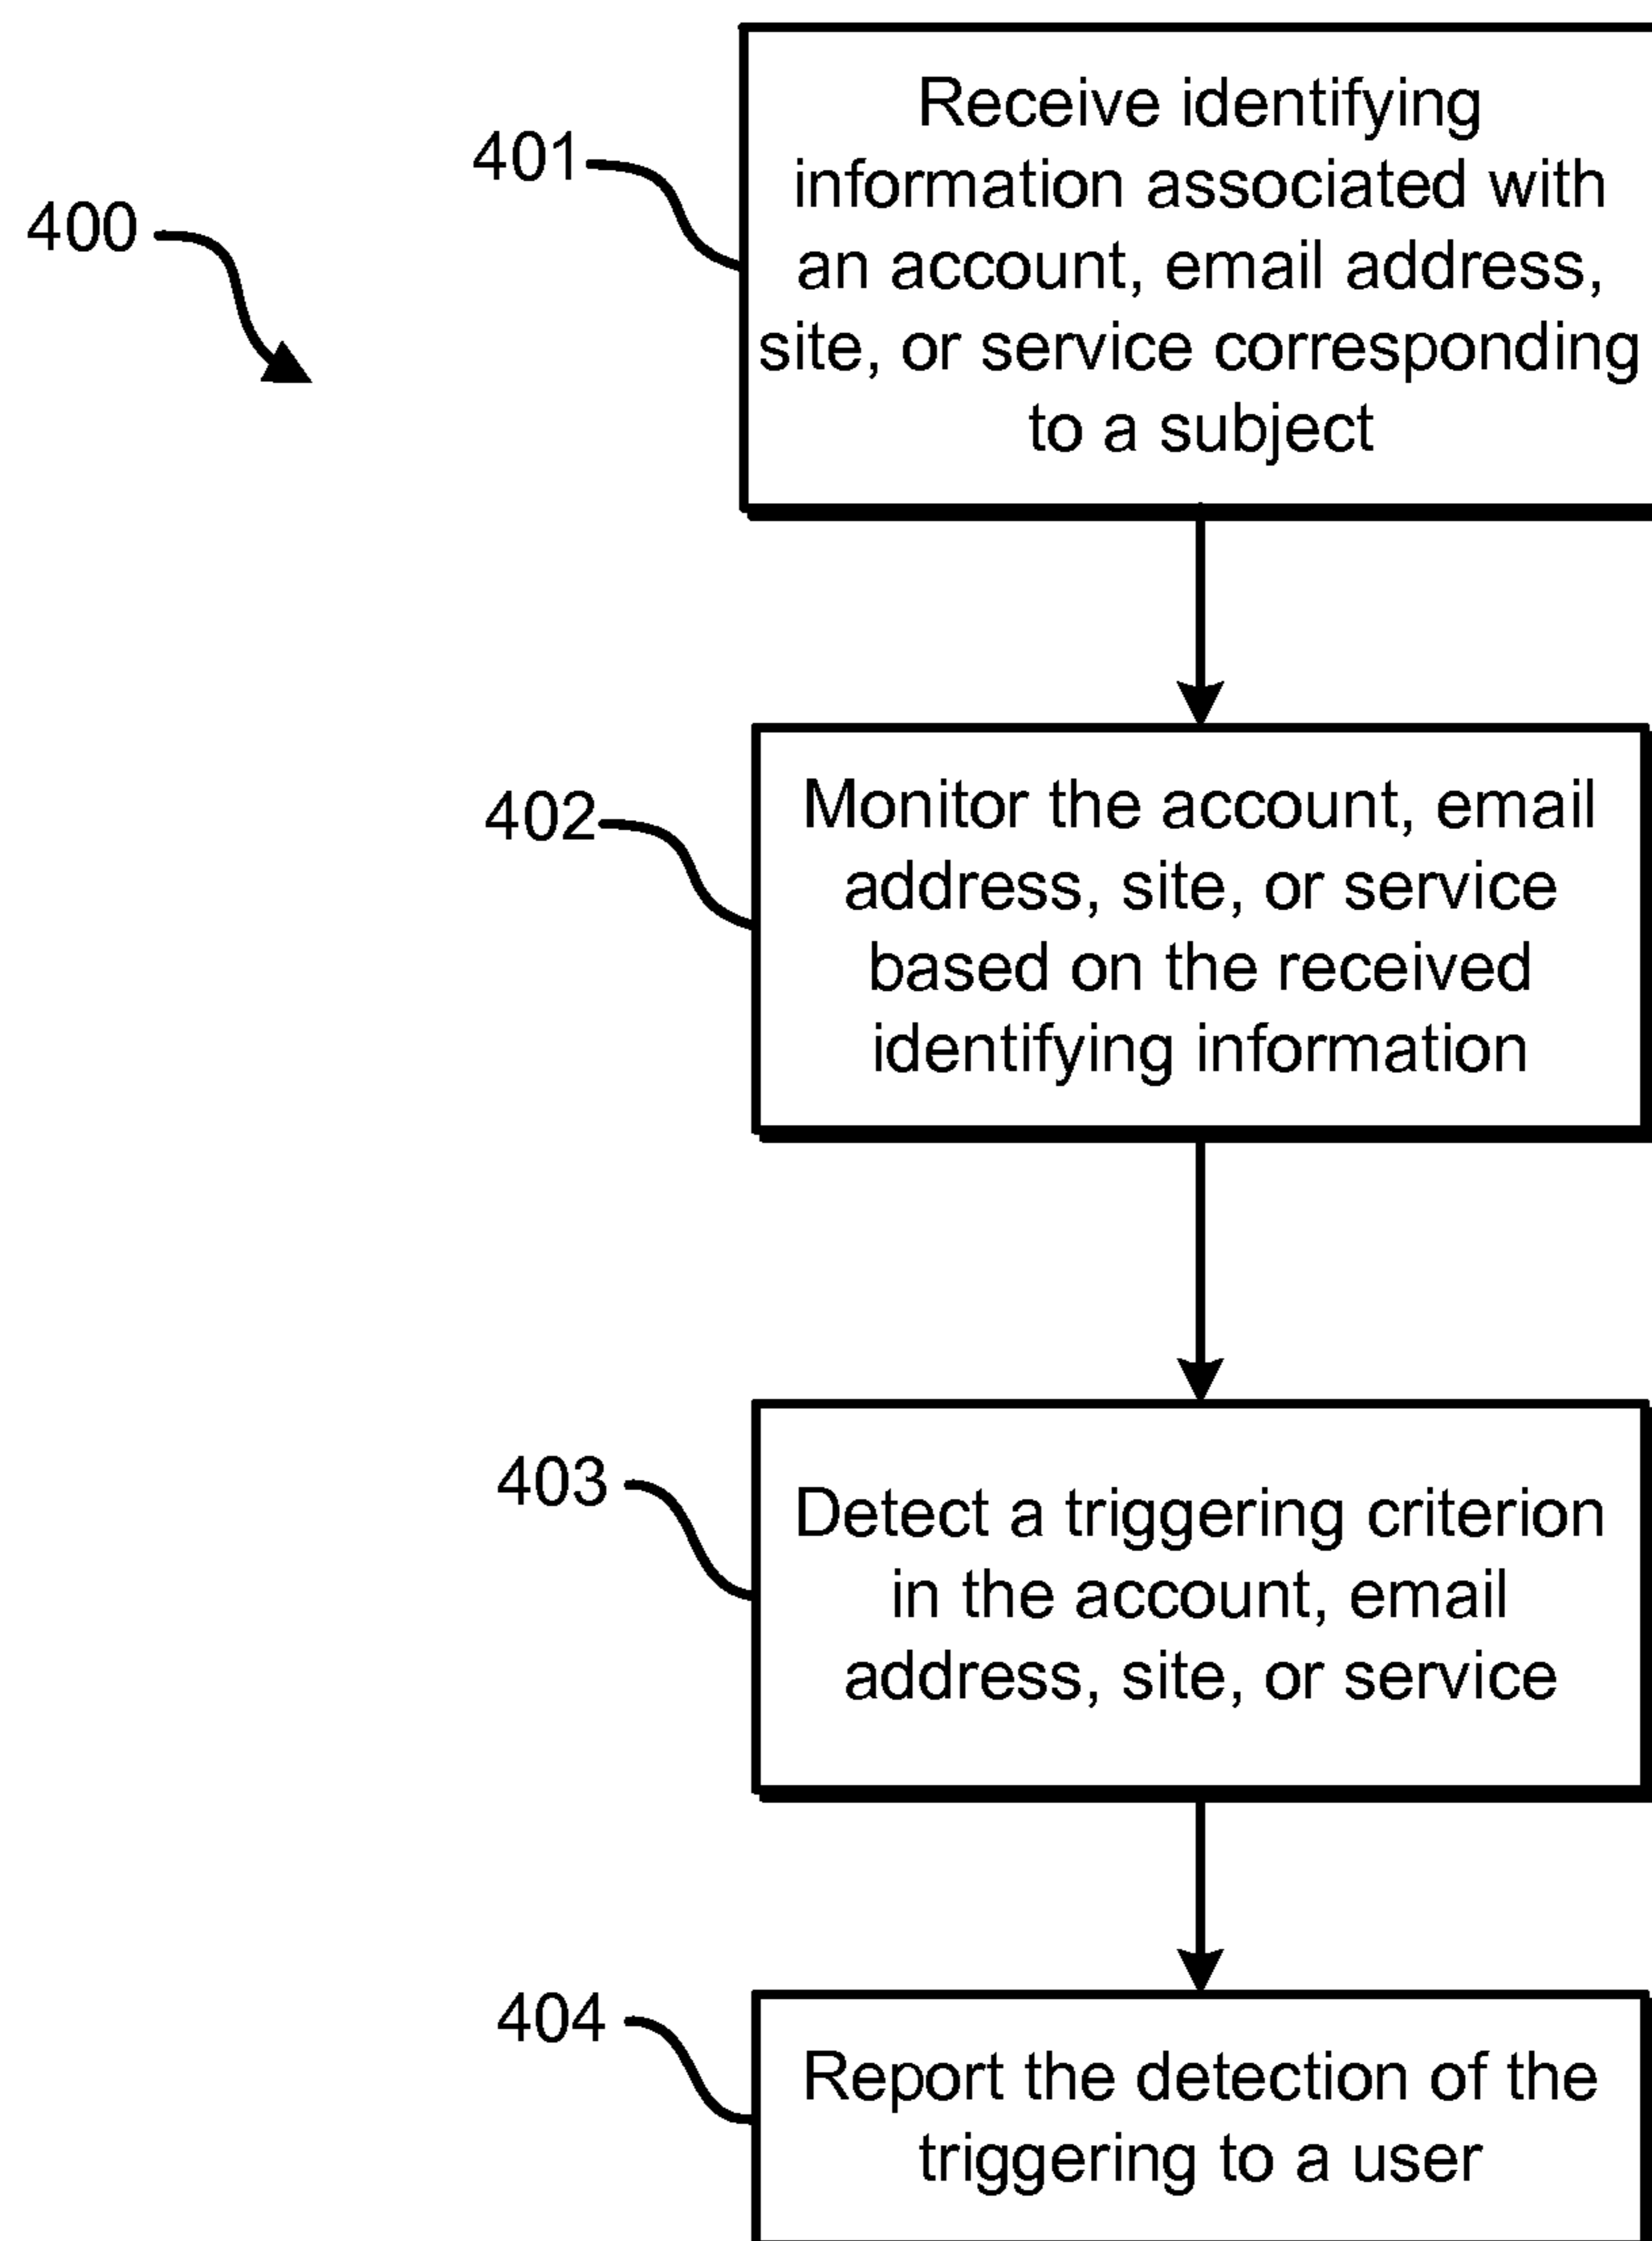 400
401
Receive identifying
information associated with
an account, email address,
site, or service corresponding
to a subject
402
Monitor the account, email
address, site, or service
based on the received
identifying information
403
Detect a triggering criterion
in the account, email
address, site, or service
404
Report the detection of the
triggering to a user